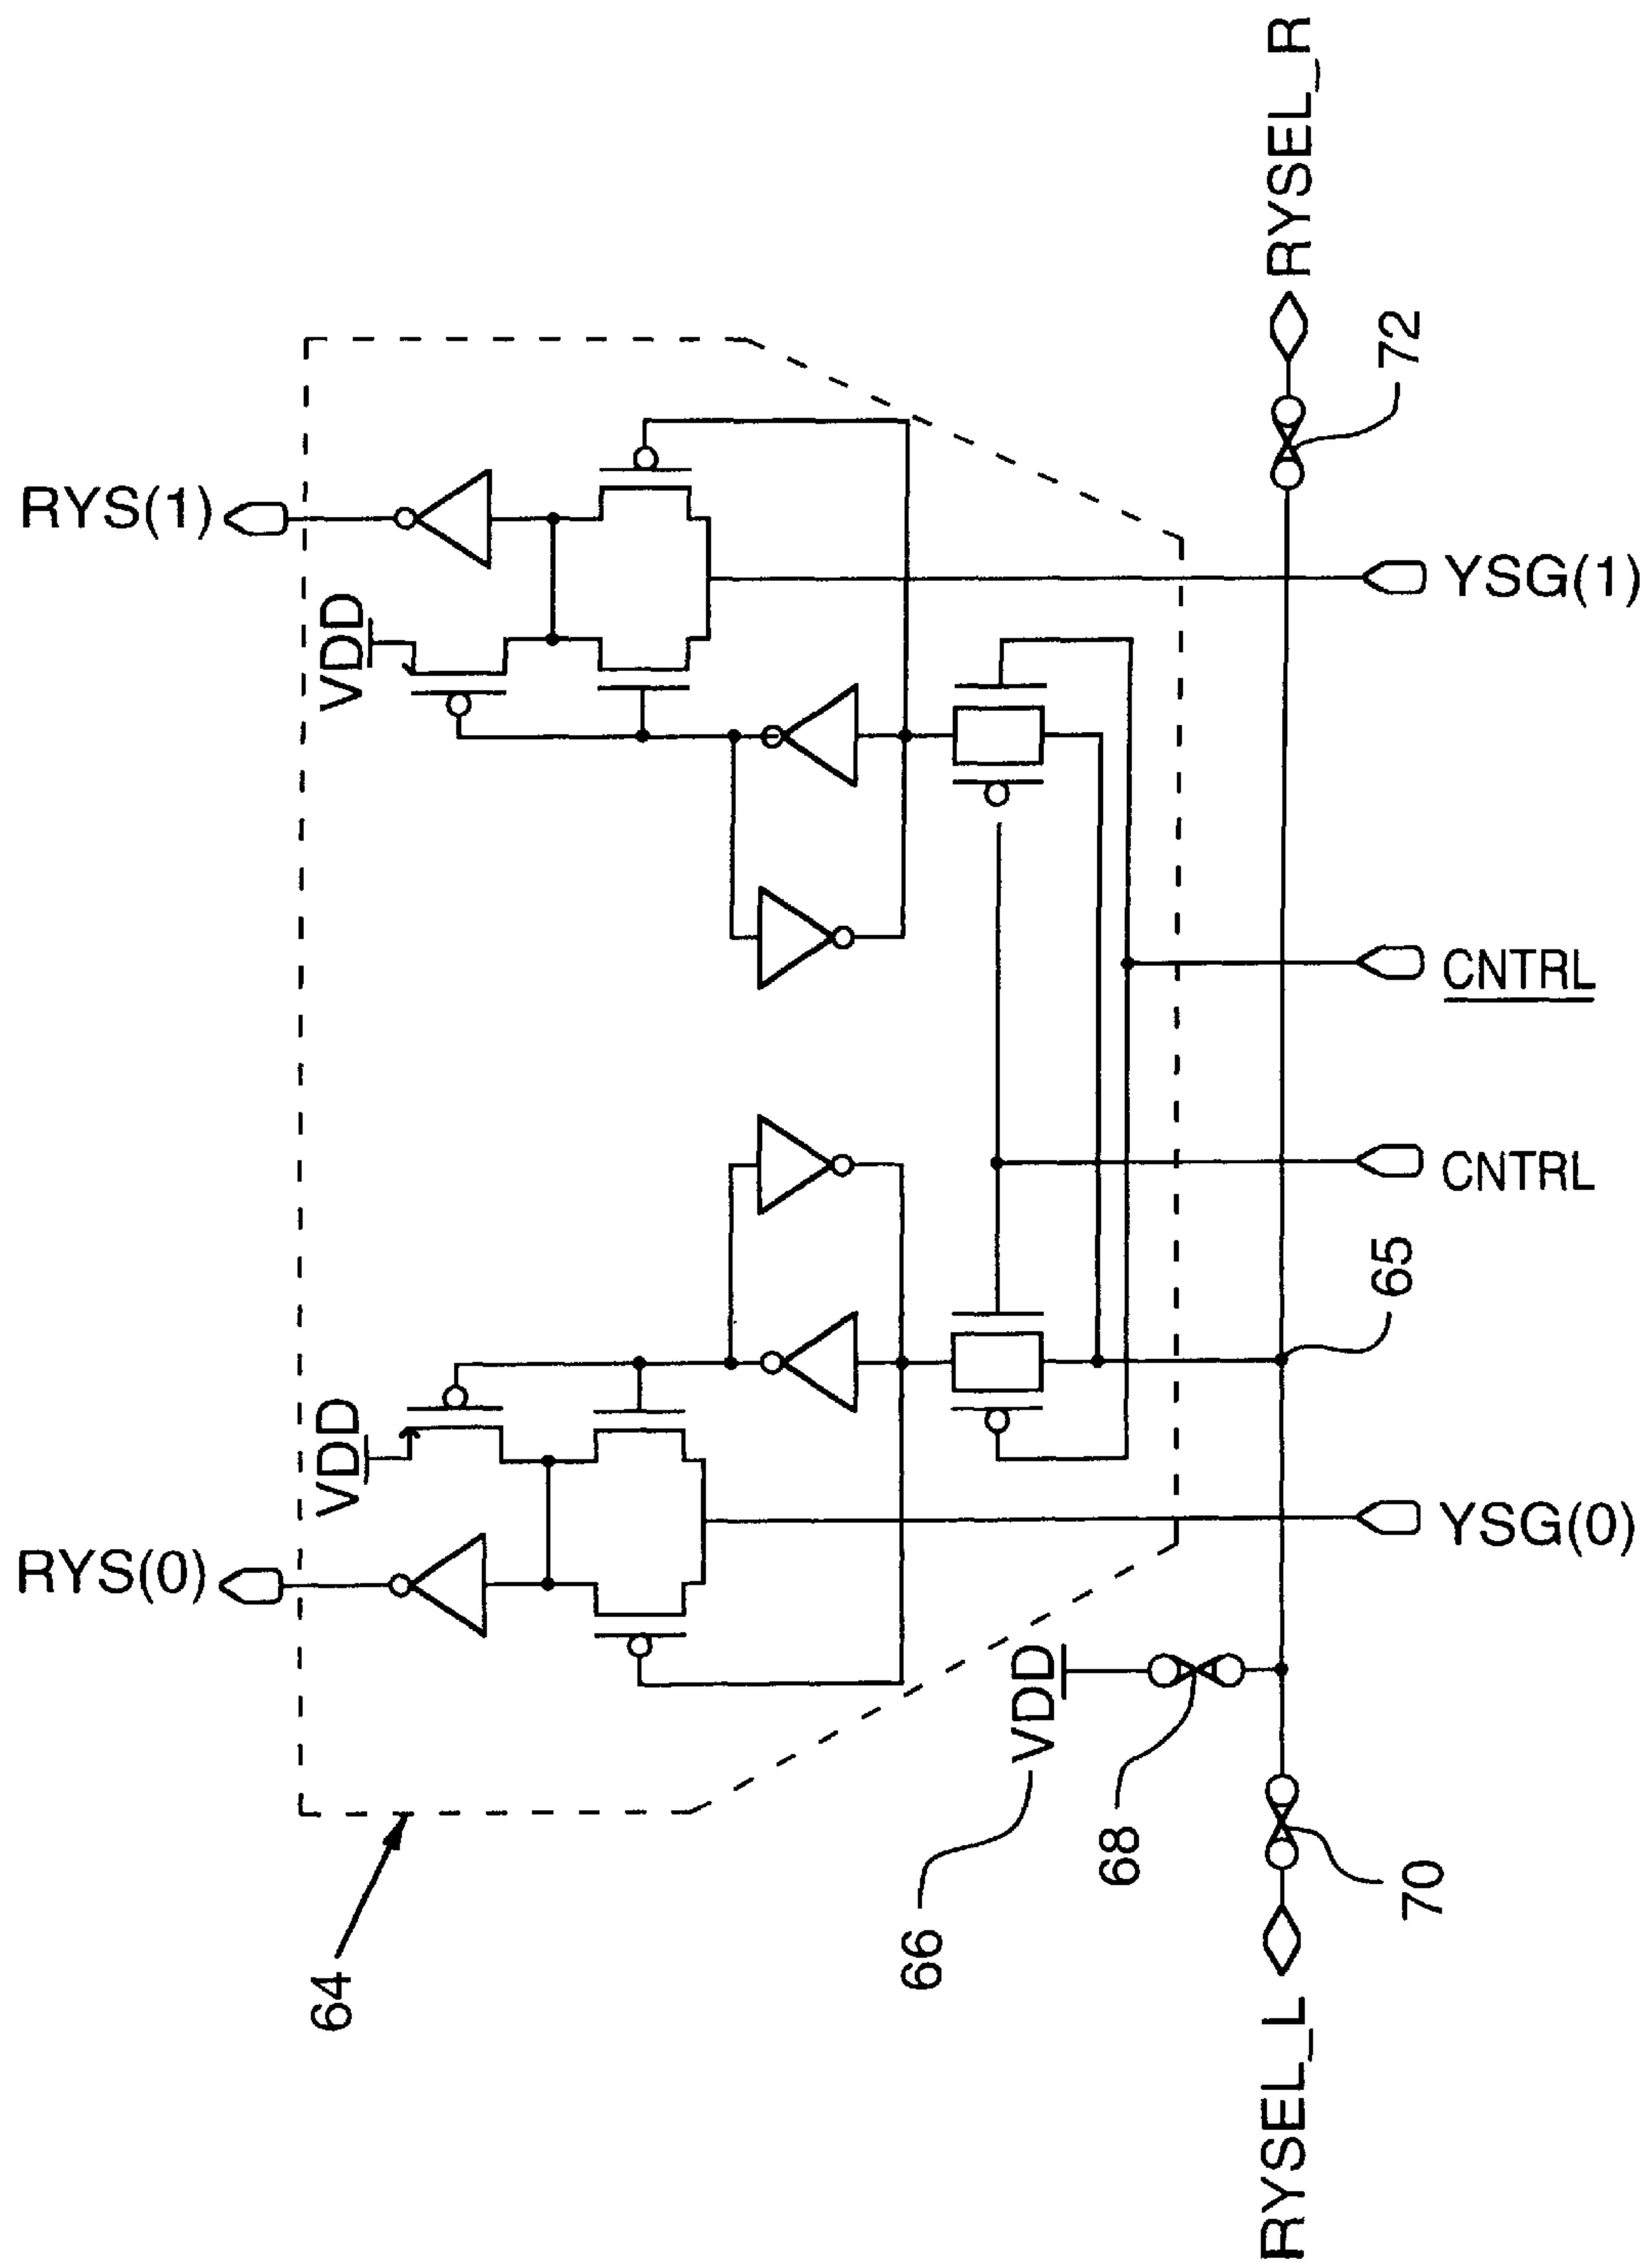 RYS(0)
RYS(1)
VDD
VDD
64
66
VDD
68
70
72
65
RYSEL_L
RYSEL_R
YSG(0)
CNTRL
CNTRL
YSG(1)